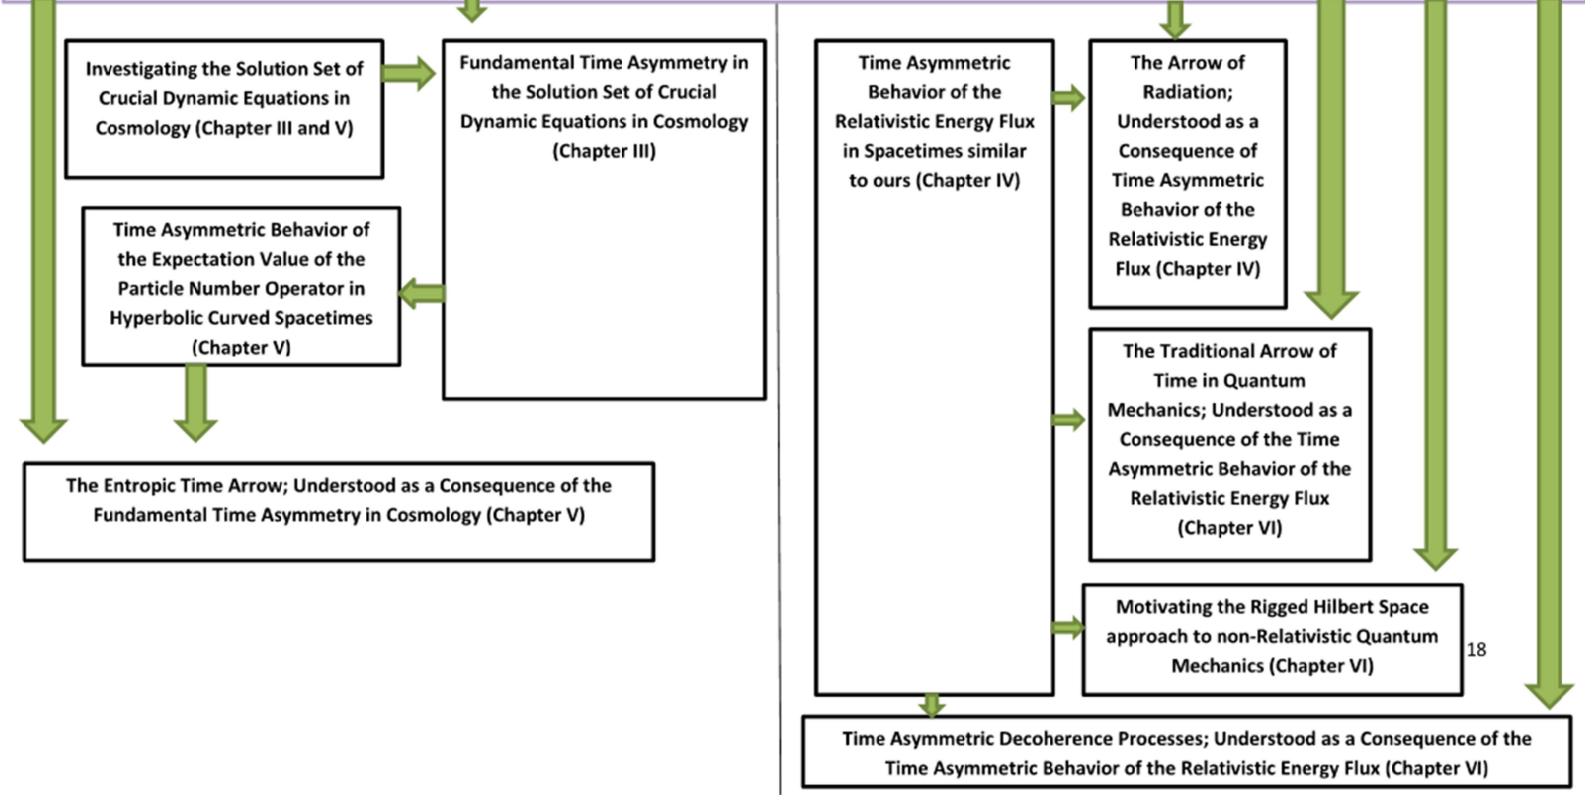 Investigating the Solution Set of
Crucial Dynamic Equations in
Cosmology (Chapter III and V)
Fundamental Time Asymmetry in
the Solution Set of Crucial
Dynamic Equations in Cosmology
(Chapter III)
Time Asymmetric Behavior of
the Expectation Value of the
Particle Number Operator in
Hyperbolic Curved Spacetimes
(Chapter V)
The Entropic Time Arrow; Understood as a Consequence of the
Fundamental Time Asymmetry in Cosmology (Chapter V)
Time Asymmetric
Behavior of the
Relativistic Energy Flux
in Spacetimes similar
to ours (Chapter IV)
The Arrow of
Radiation;
Understood as a
Consequence of
Time Asymmetric
Behavior of the
Relativistic Energy
Flux (Chapter IV)
The Traditional Arrow of
Time in Quantum
Mechanics; Understood as a
Consequence of the Time
Asymmetric Behavior of the
Relativistic Energy Flux
(Chapter VI)
Motivating the Rigged Hilbert Space
approach to non-Relativistic Quantum
Mechanics (Chapter VI)
18
Time Asymmetric Decoherence Processes; Understood as a Consequence of the
Time Asymmetric Behavior of the Relativistic Energy Flux (Chapter VI)